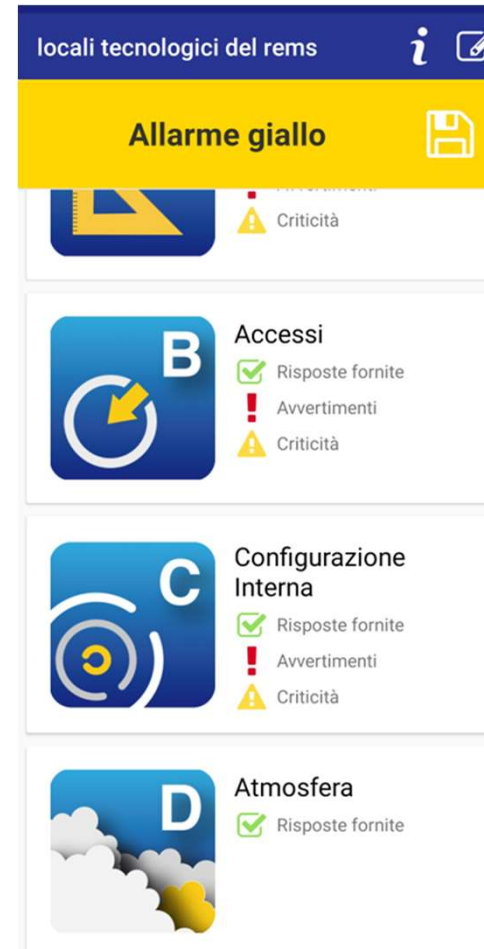 locali tecnologici del rems
Allarme giallo
Avvertimenti
Criticità
B
Accessi
Risposte fornite
Avvertimenti
Criticità
C
Configurazione
Interna
Risposte fornite
Avvertimenti
Criticità
D
Atmosfera
Risposte fornite